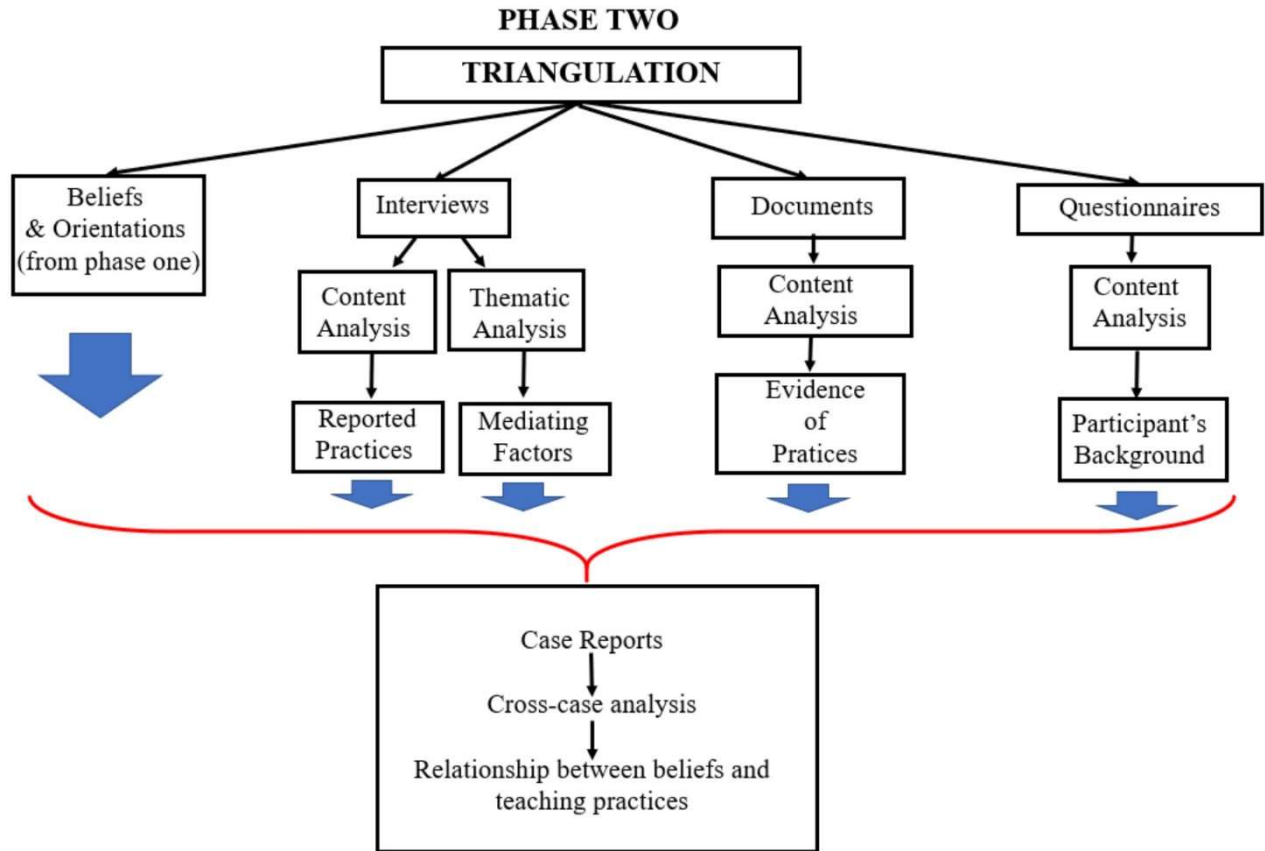 PHASE TWO
TRIANGULATION
Beliefs
& Orientations
(from phase one)
Interviews
Documents
Questionnaires
Content
Analysis
Thematic
Analysis
Content
Analysis
Content
Analysis
Reported
Practices
Mediating
Factors
Evidence
of
Pratices
Participant’s
Background
Case Reports
Cross-case analysis
Relationship between beliefs and
teaching practices